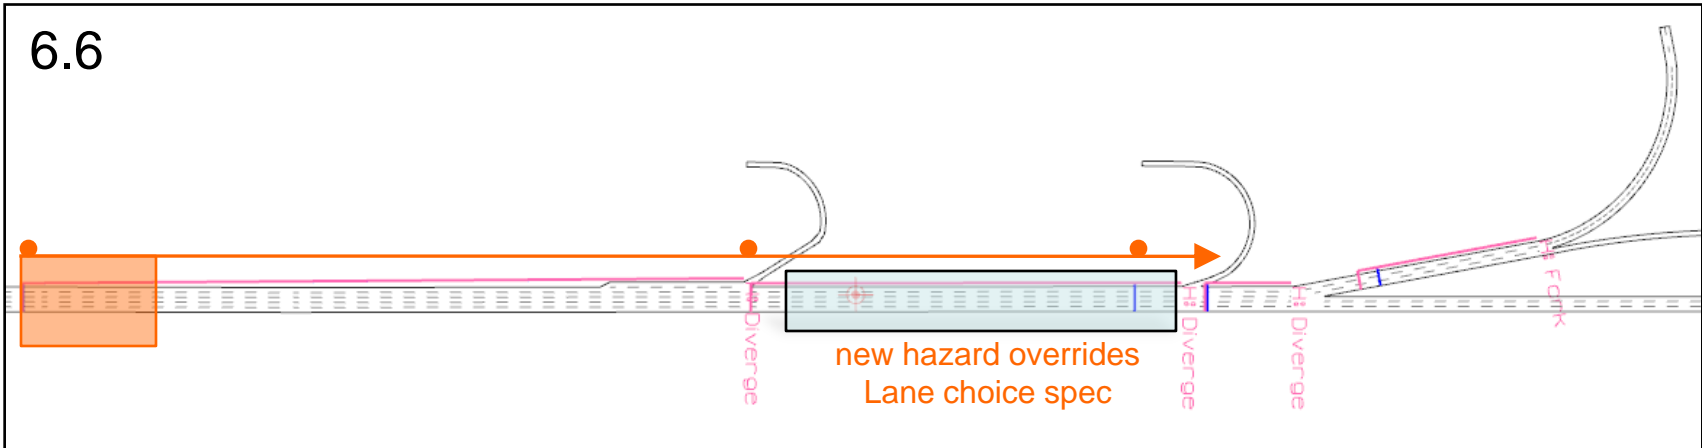 6.6
H: Diverge
H: Diverge
H: Diverge
H: Fork
new hazard overrides
Lane choice spec